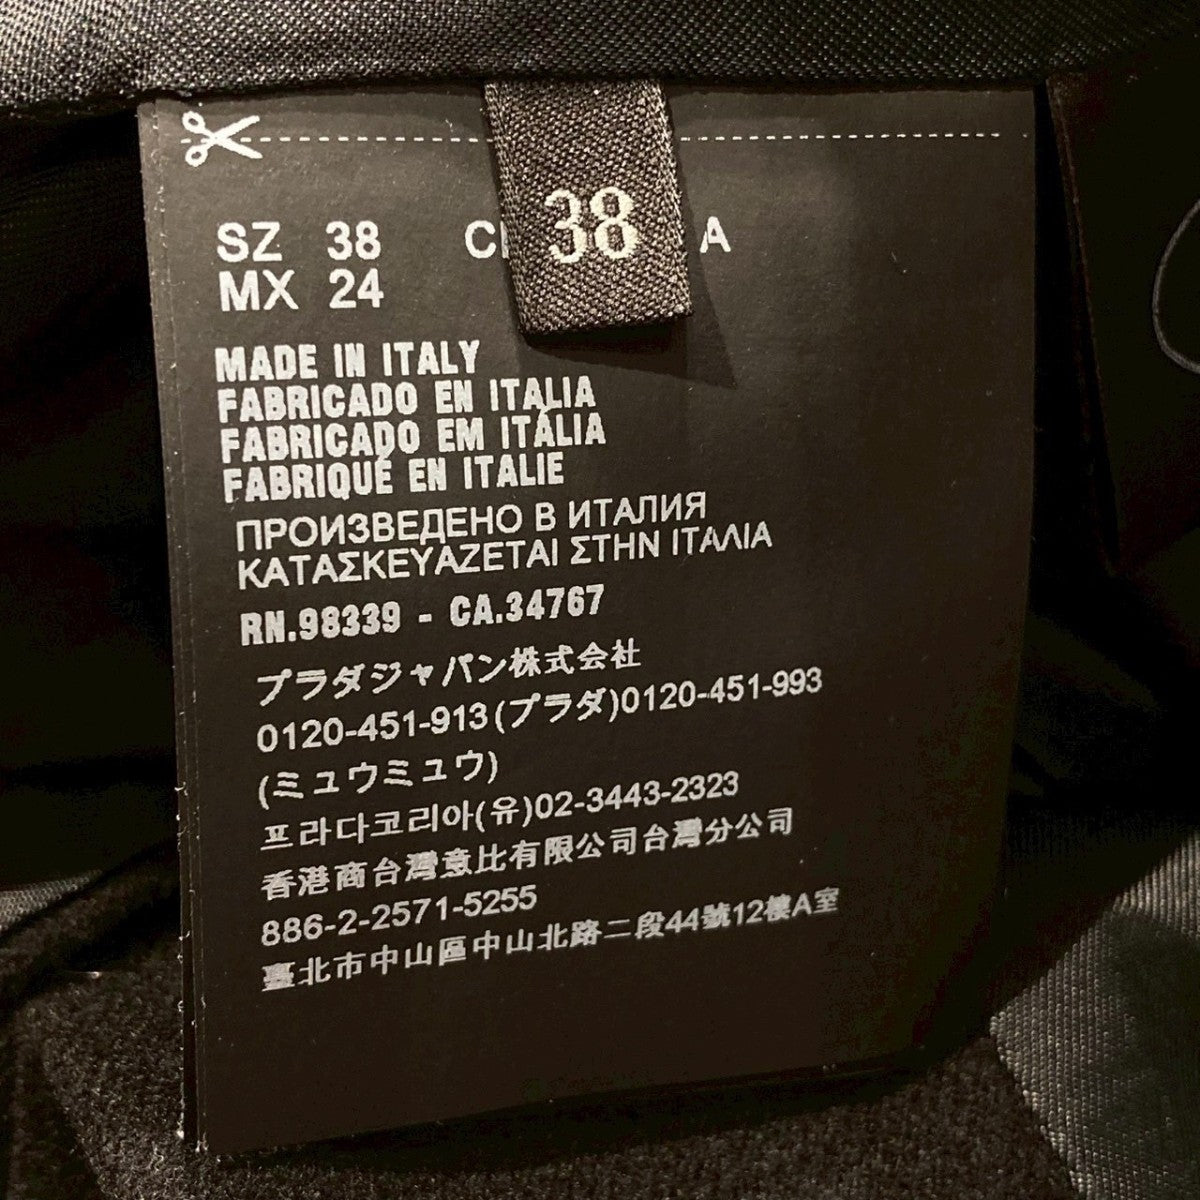 38
SZ 38
MX 24
MADE IN ITALY
FABRICADO EN ITALIA
FABRICADO EM ITÁLIA
FABRIQUÉ EN ITALIE
ПРОИЗВЕДЕНО В ИТАЛИЯ
ΚΑΤΑΣΚΕΥΑΖΕΤΑΙ ΣΤΗΝ ΙΤΑΛΙΑ
RN.98339 - CA.34767
プラダジャパン株式会社
0120-451-913(プラダ)0120-451-993
(ミュウミュウ)
프라다코리아(유)02-3443-2323
香港商台灣意比有限公司台灣分公司
886-2-2571-5255
臺北市中山區中山北路二段44號12樓A室